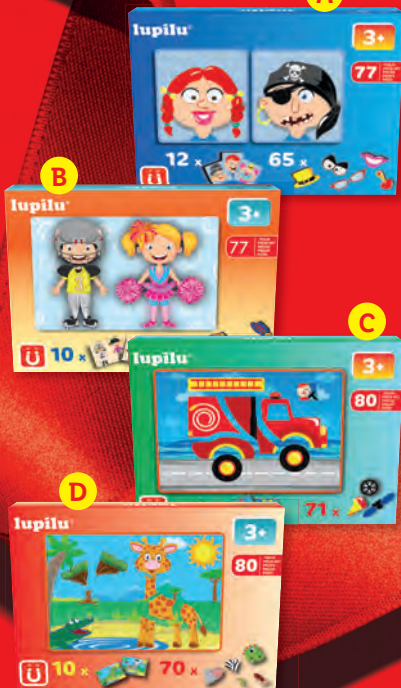 A
lupilu®
3+
77
12 x 65 x
B
lupilu®
3+
77
10 x
C
lupilu®
3+
80
71 x
D
lupilu®
3+
80
10 x 70 x